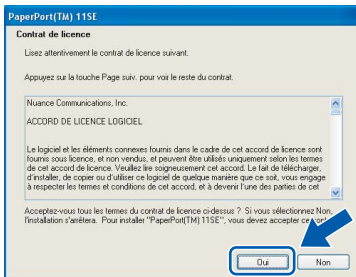 PaperPort(TM) 11SE
Contrat de licence
Lisez attentivement le contrat de licence suivant.
Appuyez sur la touche Page suiv. pour voir le reste du contrat.
Nuance Communications, Inc.
ACCORD DE LICENCE LOGICIEL
Le logiciel et les éléments connexes fournis dans le cadre de cet accord de licence sont
fournis sous licence, et non vendus, et peuvent être utilisés uniquement selon les termes
de cet accord de licence. Veuillez lire soigneusement cet accord. Le fait de télécharger,
d'installer, de copier ou d'utiliser ce logiciel de quelque manière que ce soit, vous engage
à respecter les termes et conditions de cet accord, et à devenir l'une des parties de cet
Acceptez-vous tous les termes du contrat de licence ci-dessus ? Si vous sélectionnez Non,
l'installation s'arrêtera. Pour installer "PaperPort(TM) 11SE", vous devez accepter ce
Oui
Non